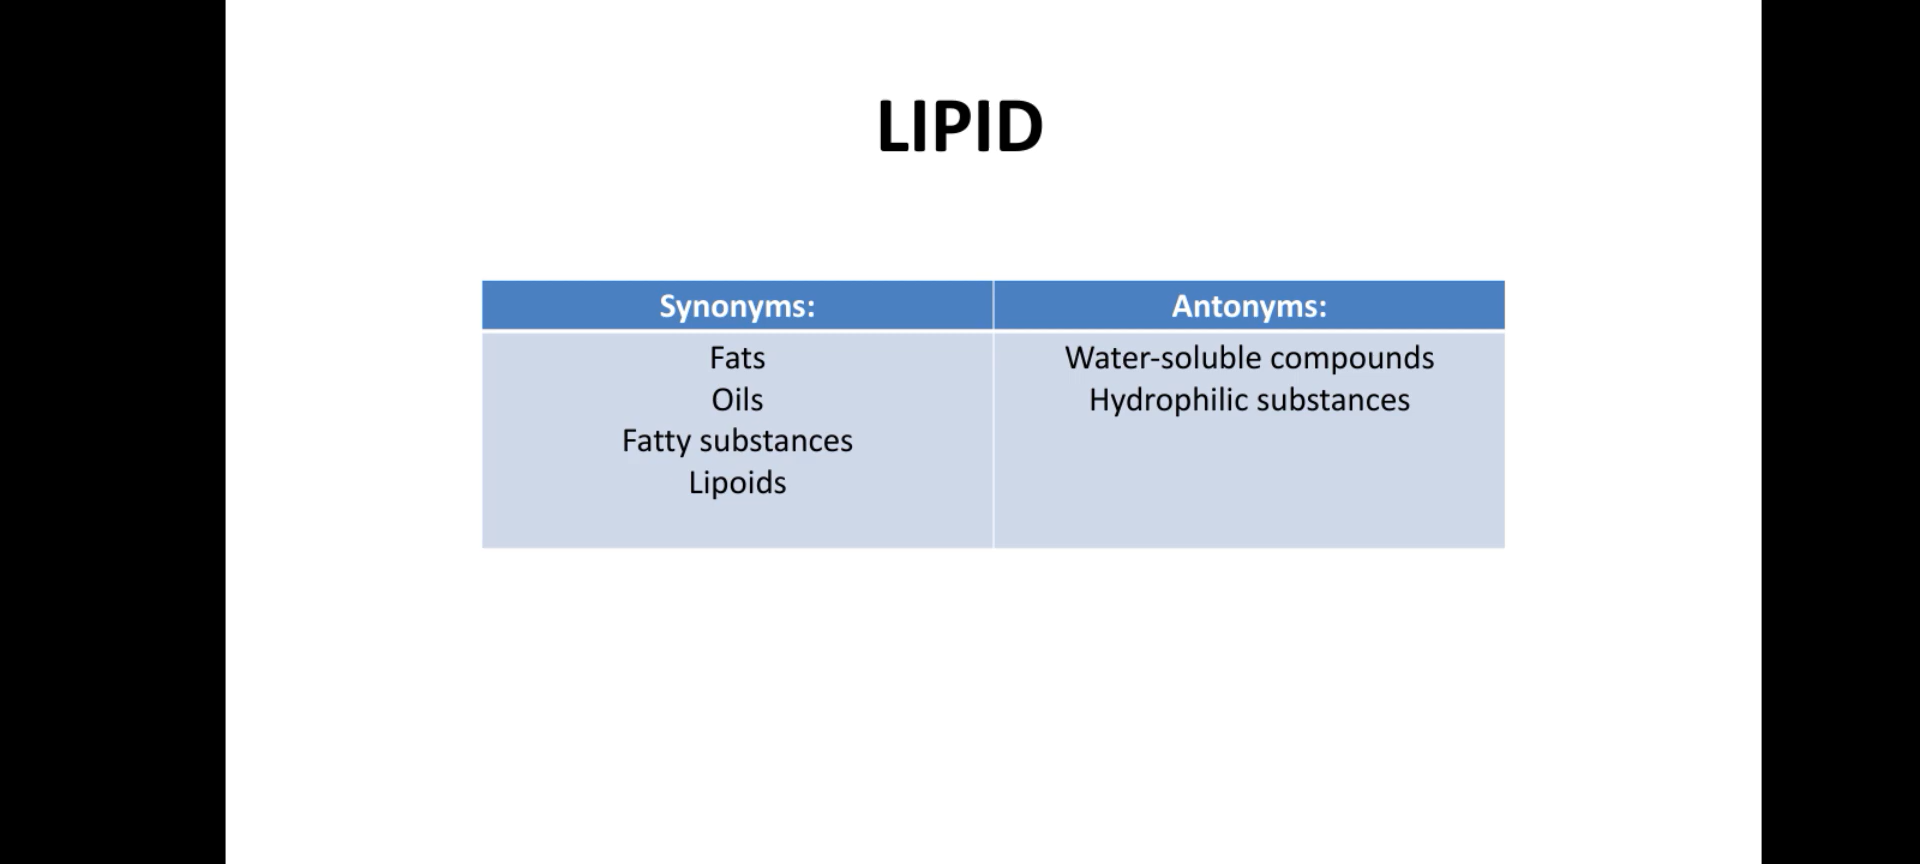 LIPID
Synonyms:
Antonyms:
Fats
Oils
Fatty substances
Lipoids
Water-soluble compounds
Hydrophilic substances